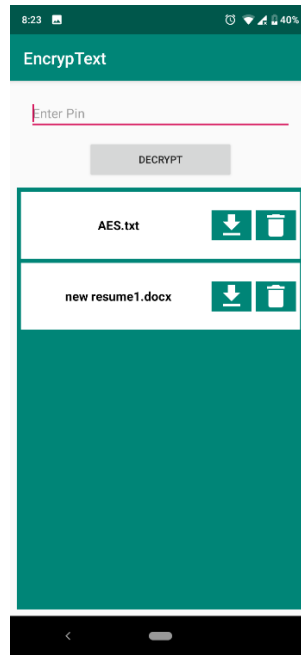 8:23
40%
EncrypText
Enter Pin
DECRYPT
AES.txt
new resume1.docx